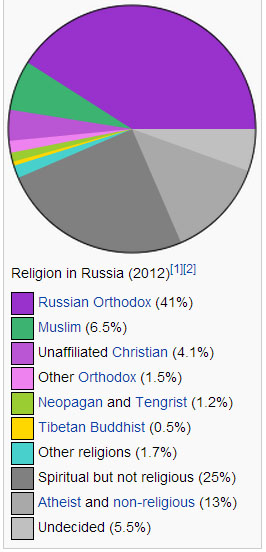 Religion in Russia (2012)[1][2]
Russian Orthodox (41%)
Muslim (6.5%)
Unaffiliated Christian (4.1%)
Other Orthodox (1.5%)
Neopagan and Tengrist (1.2%)
Tibetan Buddhist (0.5%)
Other religions (1.7%)
Spiritual but not religious (25%)
Atheist and non-religious (13%)
Undecided (5.5%)